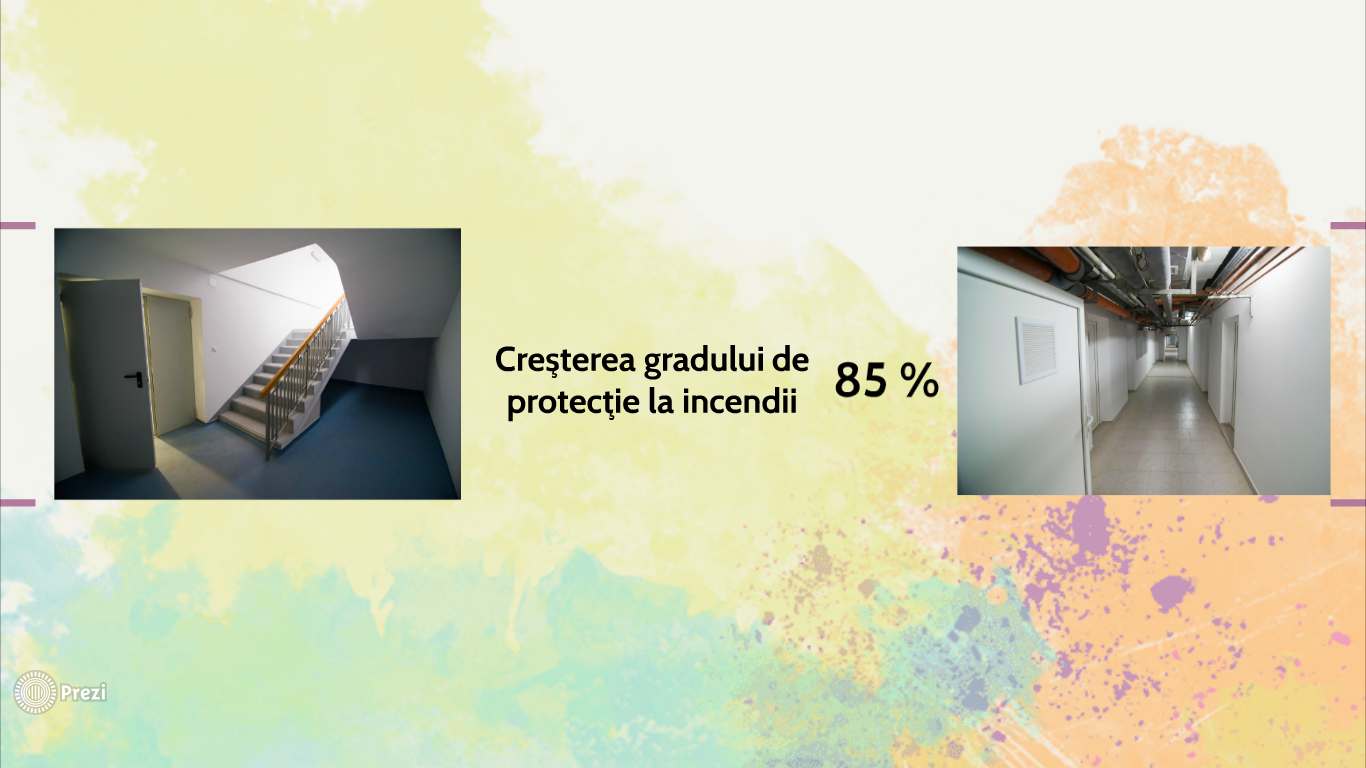 Creşterea gradului de
protecţie la incendii
85 %
Prezi